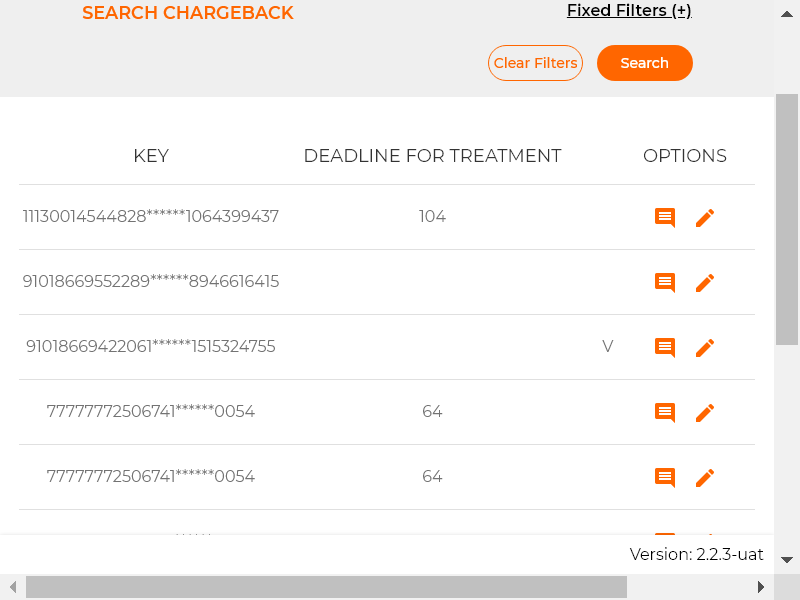 SEARCH CHARGEBACK Fixed Filters (+)
Clear Filters Search
KEY DEADLINE FOR TREATMENT OPTIONS
11130014544828******1064399437 104
91018669552289******8946616415
91018669422061******1515324755 V
77777772506741******0054 64
77777772506741******0054 64
Version: 2.2.3-uat